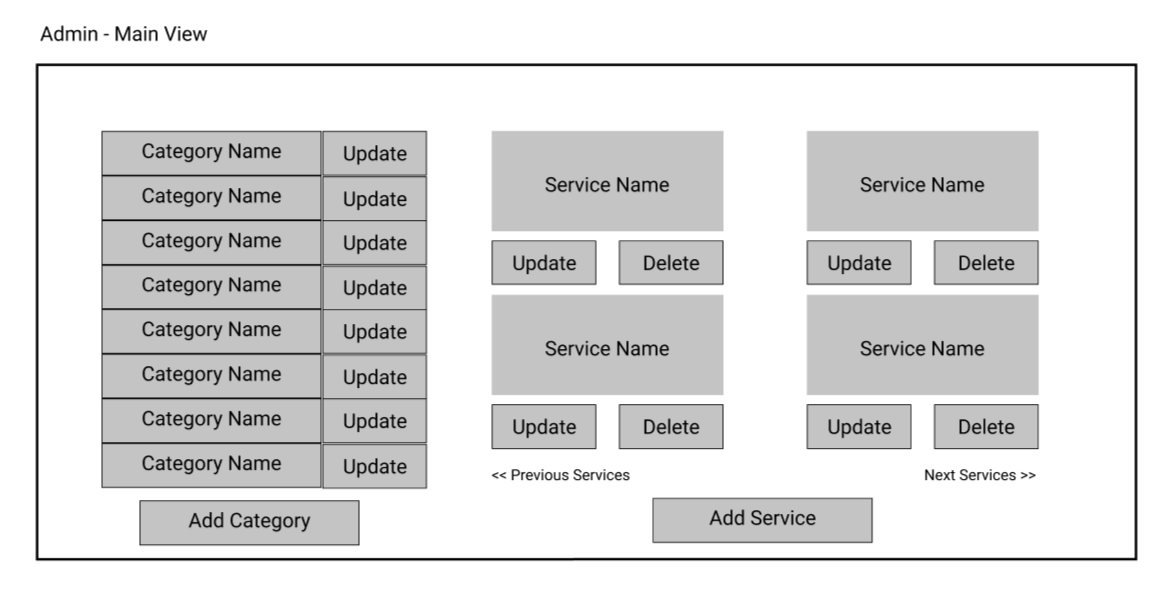 Admin - Main View
Category Name Update
Category Name Update
Category Name Update
Category Name Update
Category Name Update
Category Name Update
Category Name Update
Category Name Update
Add Category
Service Name Service Name
Update Delete Update Delete
Service Name Service Name
Update Delete Update Delete
<< Previous Services Next Services >>
Add Service